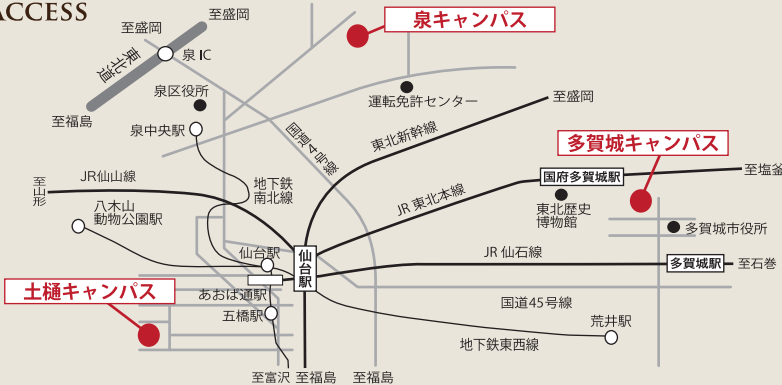 ACCESS
至盛岡
至盛岡
泉キャンパス
泉IC
東北道
泉区役所
運転免許センター
至盛岡
至福島
泉中央駅
国道4号線
東北新幹線
多賀城キャンパス
JR仙山線
地下鉄
南北線
JR東北本線
国府多賀城駅
至塩釜
至山形
八木山
動物公園駅
東北歴史
博物館
多賀城市役所
仙台駅
仙台駅
JR仙石線
多賀城駅
至石巻
土樋キャンパス
あおば通駅
五橋駅
国道45号線
荒井駅
地下鉄東西線
至富沢
至福島
至福島